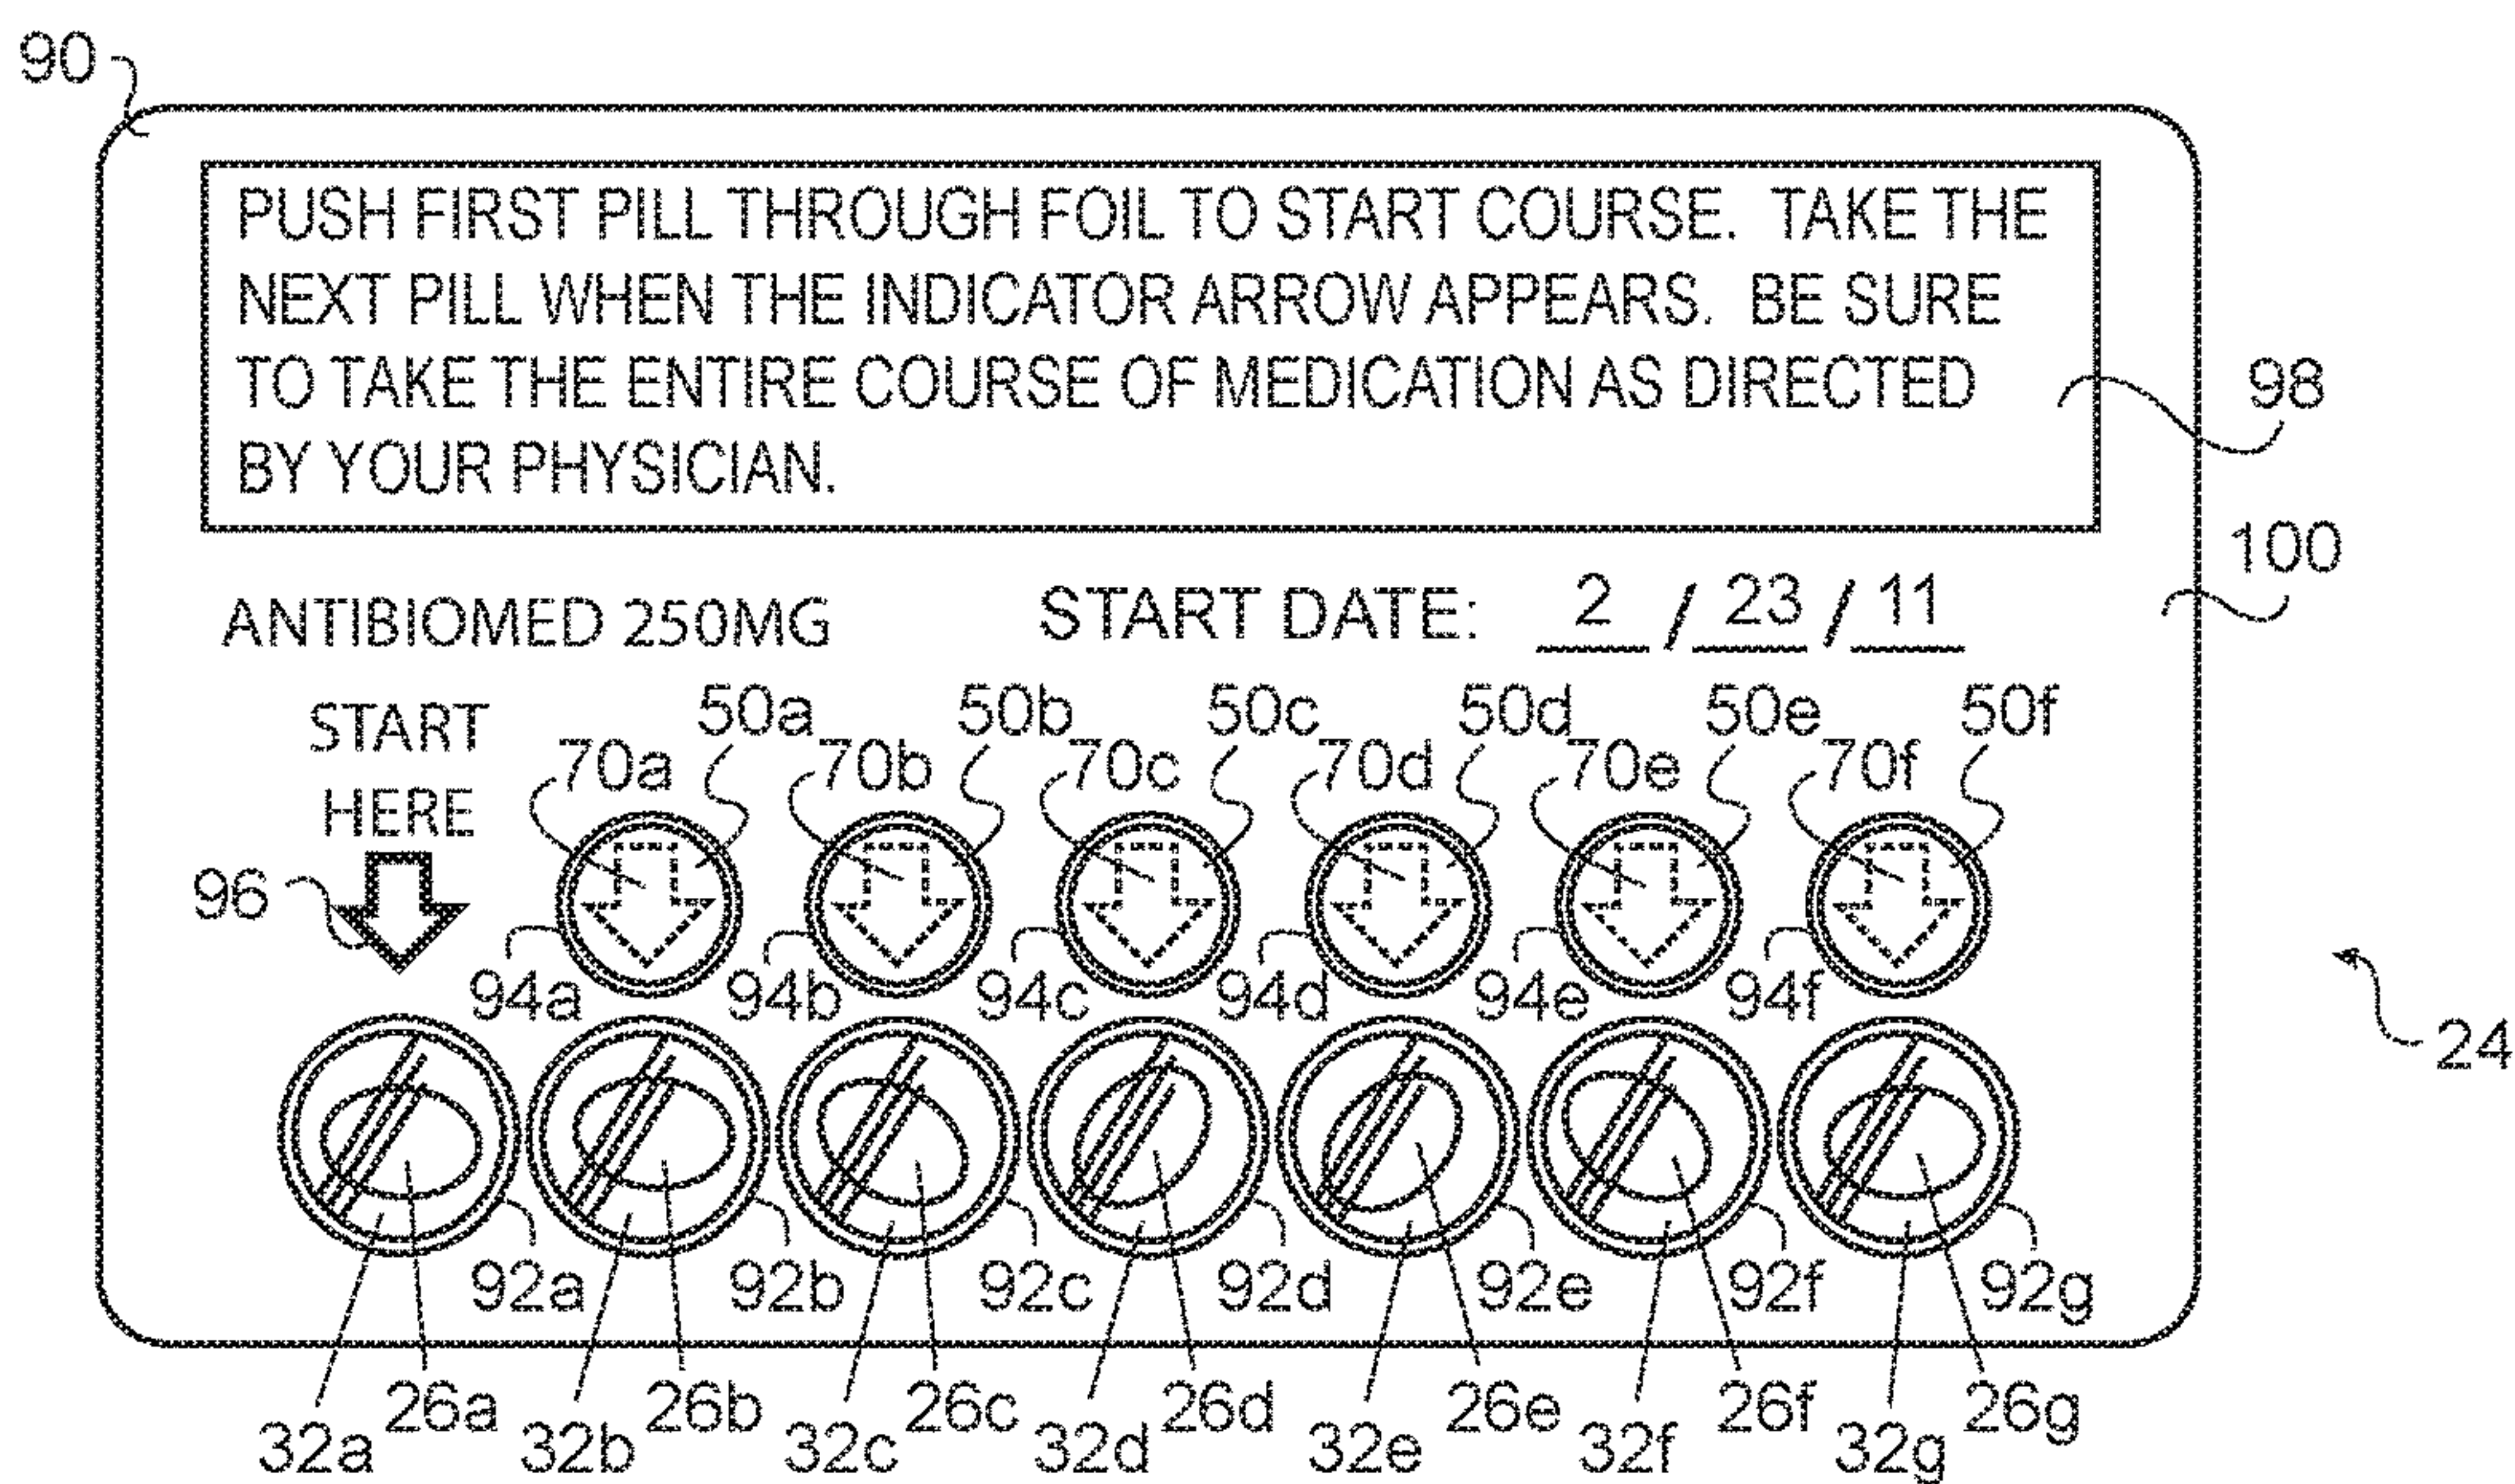 90
PUSH FIRST PILL THROUGH FOIL TO START COURSE. TAKE THE
NEXT PILL WHEN THE INDICATOR ARROW APPEARS. BE SURE
TO TAKE THE ENTIRE COURSE OF MEDICATION AS DIRECTED
BY YOUR PHYSICIAN.
98
100
ANTIBIOMED 250MG START DATE: 2 / 23 / 11
START
HERE
50a 50b 50c 50d 50e 50f
70a 70b 70c 70d 70e 70f
96
94a 94b 94c 94d 94e 94f
24
92a 92b 92c 92d 92e 92f 92g
26a 26b 26c 26d 26e 26f 26g
32a 32b 32c 32d 32e 32f 32g